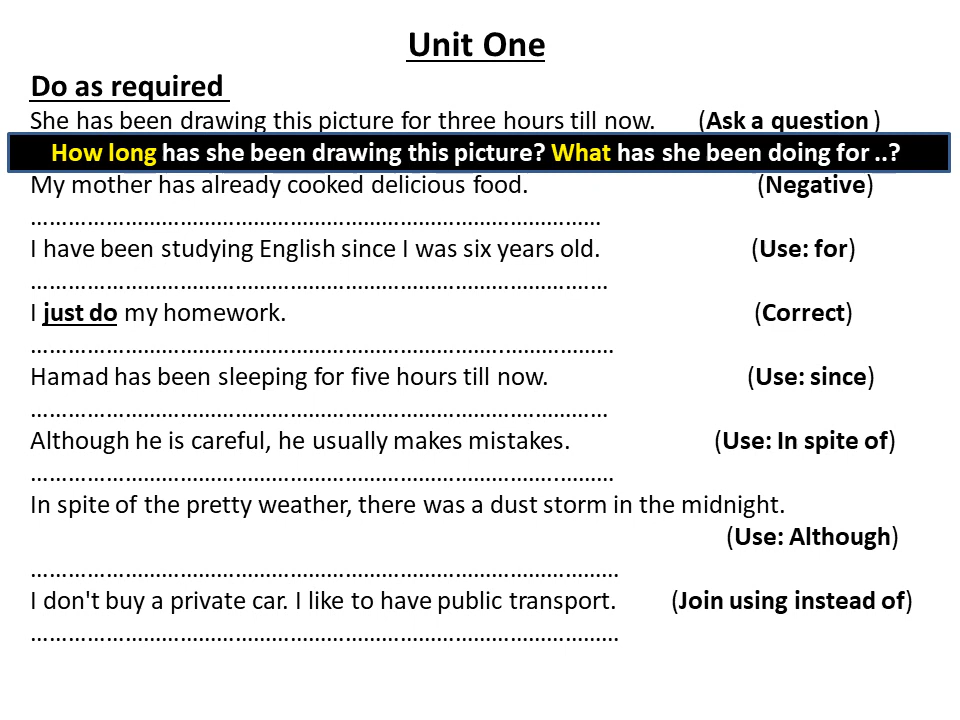 Unit One
Do as required
She has been drawing this picture for three hours till now. (Ask a question )
How long has she been drawing this picture? What has she been doing for ..?
My mother has already cooked delicious food. (Negative)
……………………………………………………………………………….
I have been studying English since I was six years old. (Use: for)
……………………………………………………………………………….…
I just do my homework. (Correct)
………………………………………………………………….………………
Hamad has been sleeping for five hours till now. (Use: since)
……………………………………………………………………….…………
Although he is careful, he usually makes mistakes. (Use: In spite of)
…………………………………………………………………………..………
In spite of the pretty weather, there was a dust storm in the midnight.
(Use: Although)
……………………………………………………………………………………
I don't buy a private car. I like to have public transport. (Join using instead of)
……………………………………………………………………………………